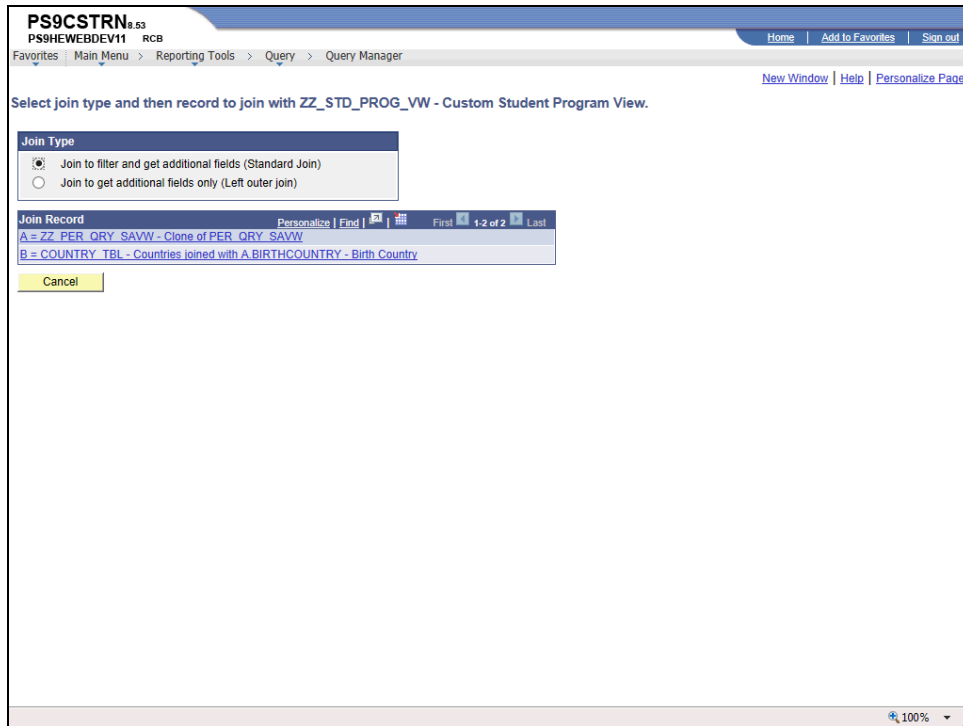 PS9CSTRN8.53
PS9HEWEBDEV11 RCB
Home | Add to Favorites | Sign out
Favorites Main Menu > Reporting Tools > Query > Query Manager
New Window | Help | Personalize Page
Select join type and then record to join with ZZ_STD_PROG_VW - Custom Student Program View.
Join Type
Join to filter and get additional fields (Standard Join)
Join to get additional fields only (Left outer join)
Join Record Personalize | Find | | First 1-2 of 2 Last
A = ZZ_PER_QRY_SAVW - Clone of PER_QRY_SAVW
B = COUNTRY_TBL - Countries joined with A.BIRTHCOUNTRY - Birth Country
Cancel
100%